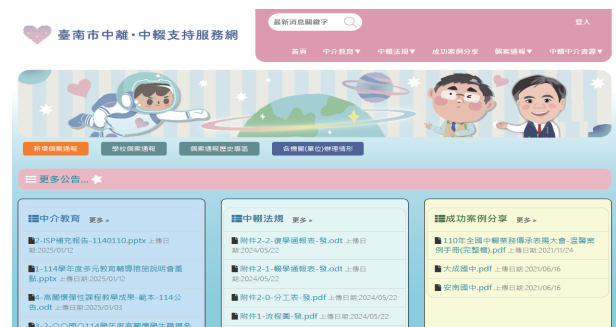 最新消息關鍵字
登入
臺南市中離・中輟支持服務網
首頁 中介教育▼ 中輟法規▼ 成功案例分享 個案通報▼ 中輟中介資源▼
新增個案通報 學校個案通報 個案通報歷史專區 各機關(單位)辦理情形
更多公告...
中介教育 更多»
2-ISP補充報告-1140110.pptx 上傳日
期:2025/01/12
1-114學年度多元教育輔導措施說明會重
點.pptx 上傳日期:2025/01/12
4-高關懷彈性課程教學成果-範本-114公
告.odt 上傳日期:2025/01/03
中輟法規 更多»
附件2-2-復學通報表-發.odt 上傳日
期:2024/05/22
附件2-1-輟學通報表-發.odt 上傳日
期:2024/05/22
附件2-0-分工表-發.pdf 上傳日期:2024/05/22
附件1-流程圖-發.pdf 上傳日期:2024/05/22
成功案例分享 更多»
110年全國中輟業務傳承表揚大會-溫馨案
例手冊(完整檔).pdf 上傳日期:2021/11/24
大成國中.pdf 上傳日期:2021/06/16
安南國中.pdf 上傳日期:2021/06/16